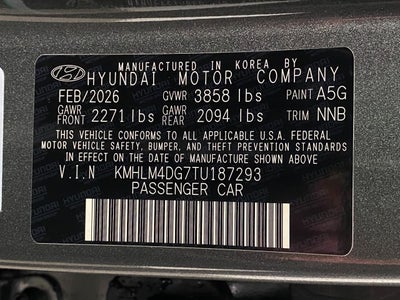 MANUFACTURED IN KOREA BY
HYUNDAI MOTOR COMPANY
FEB/2026 GVWR 3858 lbs PAINT A5G
GAWR FRONT 2271 lbs GAWR REAR 2094 lbs TRIM NNB
THIS VEHICLE CONFORMS TO ALL APPLICABLE U.S.A. FEDERAL
MOTOR VEHICLE SAFETY, BUMPER, AND THEFT PREVENTION
STANDARDS IN EFFECT ON THE DATE OF MANUFACTURE SHOWN ABOVE.
V.I.N KMHLM4DG7TU187293
PASSENGER CAR